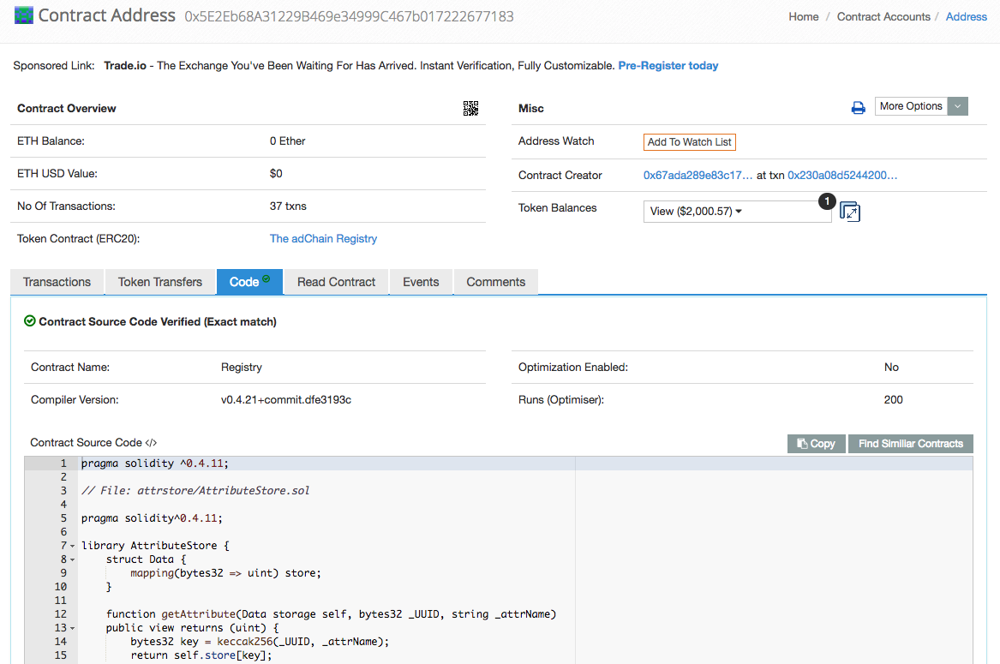 Contract Address 0x5E2Eb68A31229B469e34999C467b017222677183
Home / Contract Accounts / Address
Sponsored Link: Trade.io - The Exchange You've Been Waiting For Has Arrived. Instant Verification, Fully Customizable. Pre-Register today
Contract Overview
ETH Balance: 0 Ether
ETH USD Value: $0
No Of Transactions: 37 txns
Token Contract (ERC20): The adChain Registry
Misc
More Options
Address Watch Add To Watch List
Contract Creator 0x67ada289e83c17... at txn 0x230a08d5244200...
Token Balances View ($2,000.57) 1
Transactions Token Transfers Code Read Contract Events Comments
Contract Source Code Verified (Exact match)
Contract Name: Registry
Compiler Version: v0.4.21+commit.dfe3193c
Optimization Enabled: No
Runs (Optimiser): 200
Contract Source Code </>
Copy Find Similiar Contracts
1 pragma solidity ^0.4.11;
2
3 // File: attrstore/AttributeStore.sol
4
5 pragma solidity^0.4.11;
6
7 library AttributeStore {
8 struct Data {
9 mapping(bytes32 => uint) store;
10 }
11
12 function getAttribute(Data storage self, bytes32 _UUID, string _attrName)
13 public view returns (uint) {
14 bytes32 key = keccak256(_UUID, _attrName);
15 return self.store[key];